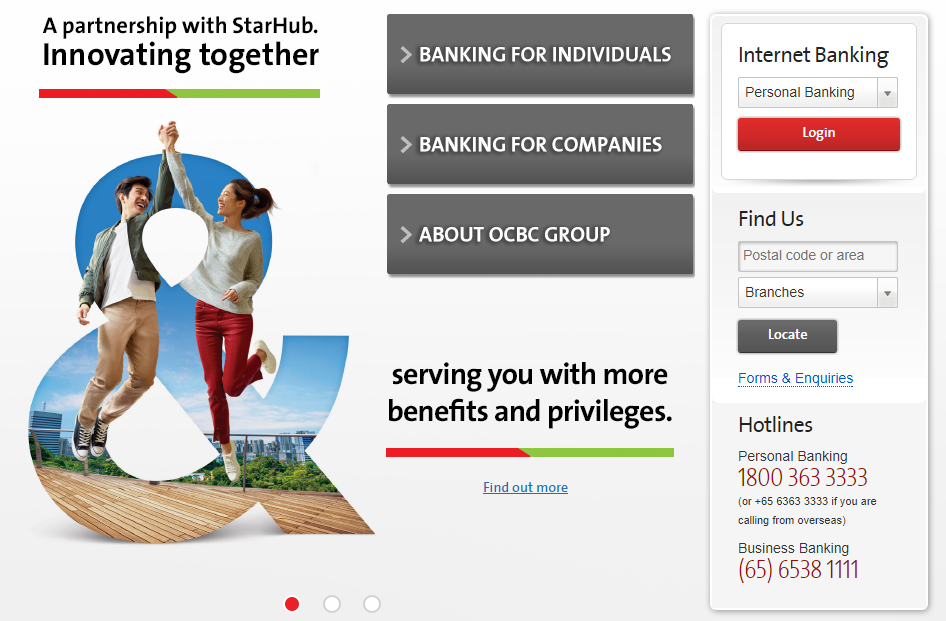 A partnership with StarHub.
Innovating together
BANKING FOR INDIVIDUALS
BANKING FOR COMPANIES
ABOUT OCBC GROUP
serving you with more
benefits and privileges.
Find out more
Internet Banking
Personal Banking
Login
Find Us
Postal code or area
Branches
Locate
Forms & Enquiries
Hotlines
Personal Banking
1800 363 3333
(or +65 6363 3333 if you are
calling from overseas)
Business Banking
(65) 6538 1111